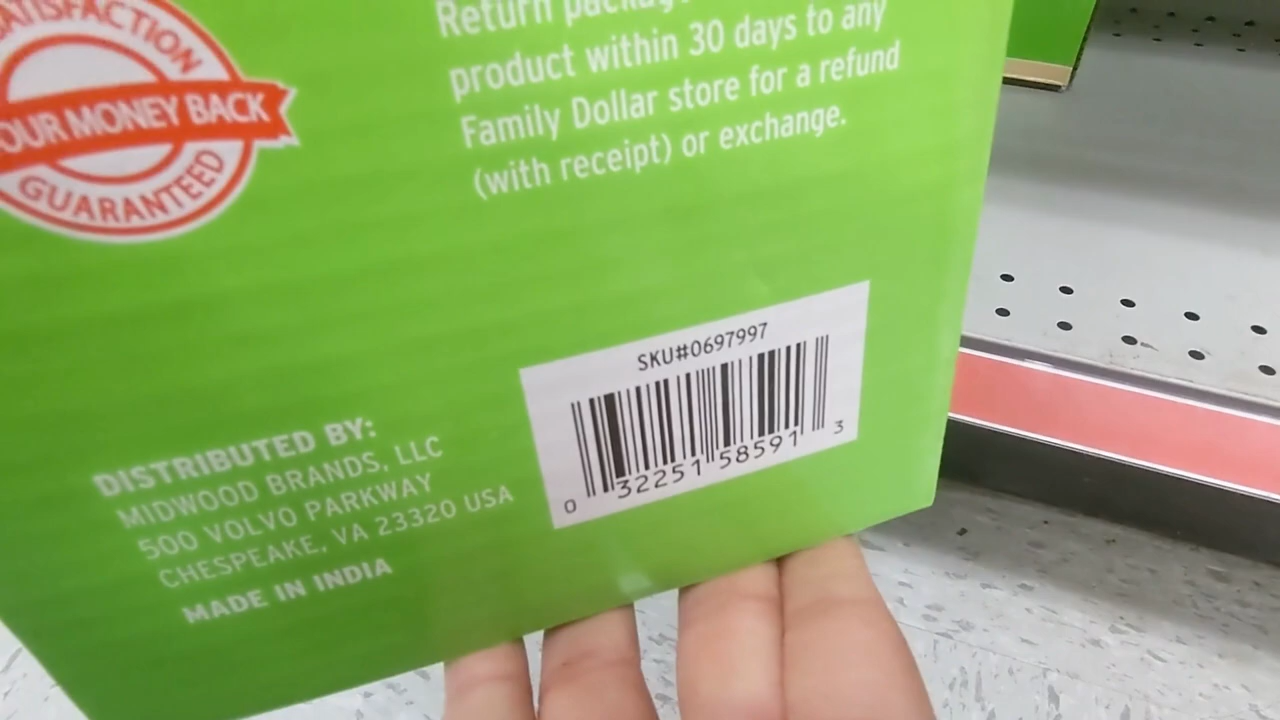 SATISFACTION
YOUR MONEY BACK
GUARANTEED
Return
product within 30 days to any
Family Dollar store for a refund
(with receipt) or exchange.
SKU#0697997
0 32251 58591 3
DISTRIBUTED BY:
MIDWOOD BRANDS, LLC
500 VOLVO PARKWAY
CHESPEAKE, VA 23320 USA
MADE IN INDIA